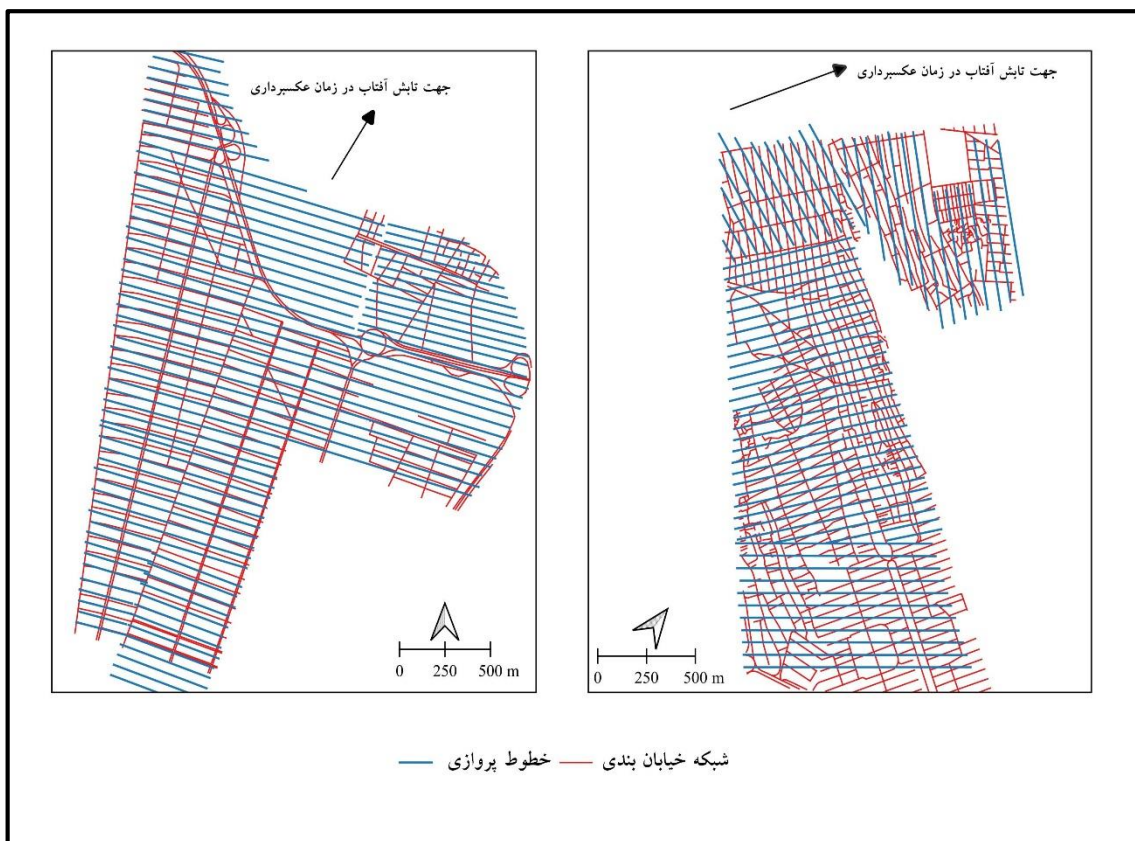 جهت تابش آفتاب در زمان عکسبرداری
جهت تابش آفتاب در زمان عکسبرداری
0 250 500 m
0 250 500 m
شبکه خیابان بندی
خطوط پروازی